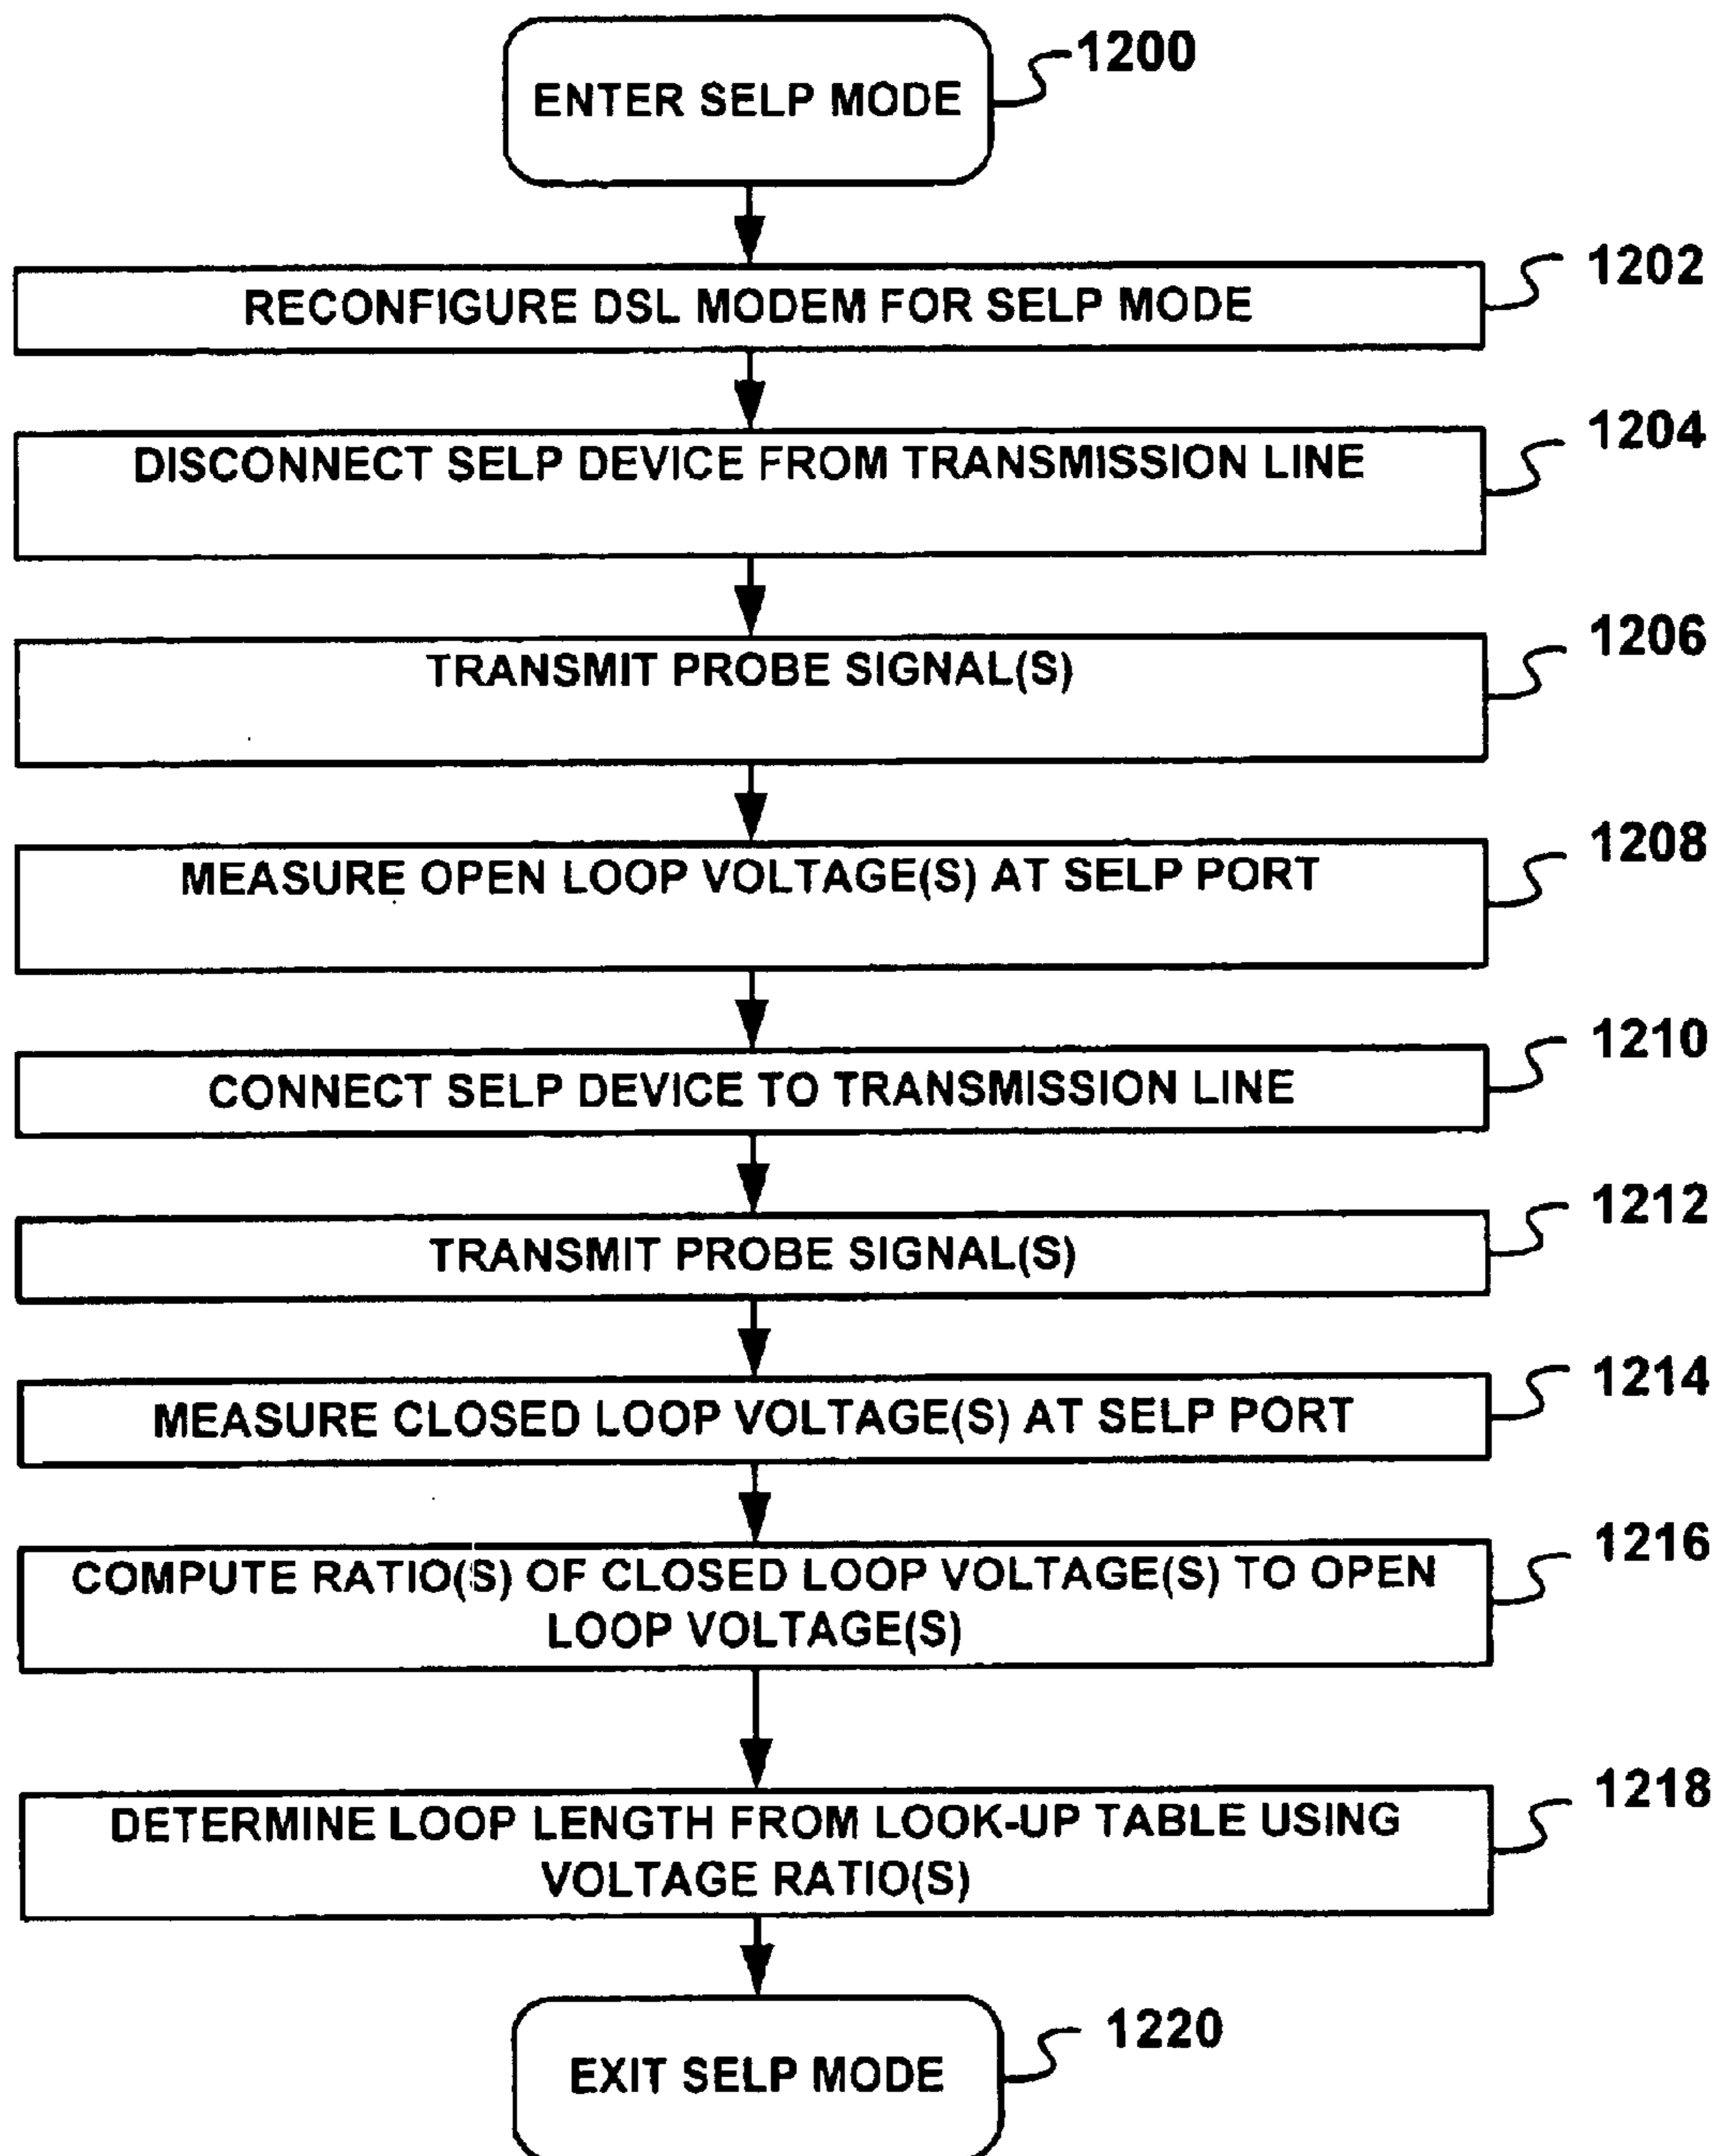 ENTER SELP MODE
1200
RECONFIGURE DSL MODEM FOR SELP MODE
1202
DISCONNECT SELP DEVICE FROM TRANSMISSION LINE
1204
TRANSMIT PROBE SIGNAL(S)
1206
MEASURE OPEN LOOP VOLTAGE(S) AT SELP PORT
1208
CONNECT SELP DEVICE TO TRANSMISSION LINE
1210
TRANSMIT PROBE SIGNAL(S)
1212
MEASURE CLOSED LOOP VOLTAGE(S) AT SELP PORT
1214
COMPUTE RATIO(S) OF CLOSED LOOP VOLTAGE(S) TO OPEN
LOOP VOLTAGE(S)
1216
DETERMINE LOOP LENGTH FROM LOOK-UP TABLE USING
VOLTAGE RATIO(S)
1218
EXIT SELP MODE
1220